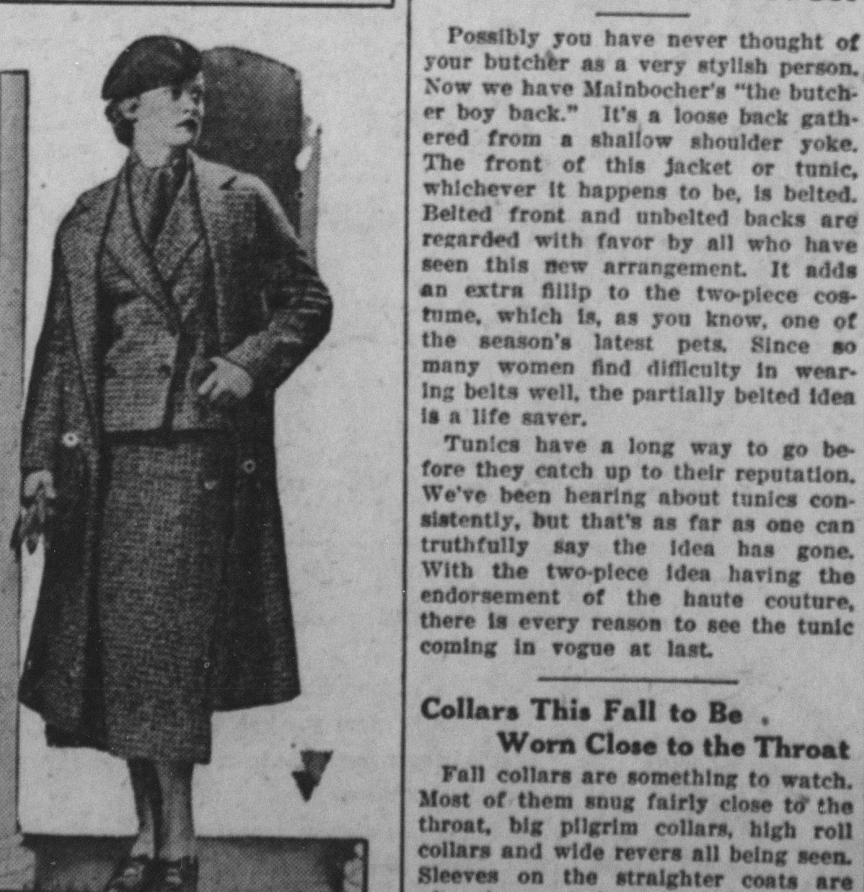 Possibly you have never thought of
your butcher as a very stylish person.
Now we have Mainbocher's "the butch-
er boy back." It's a loose back gath-
ered from a shallow shoulder yoke.
The front of this jacket or tunic,
whichever it happens to be, is belted.
Belted front and unbelted backs are
regarded with favor by all who have
seen this new arrangement. It adds
an extra fillip to the two-piece cos-
tume, which is, as you know, one of
the season's latest pets. Since so
many women find difficulty in wear-
ing belts well, the partially belted idea
is a life saver.
Tunics have a long way to go be-
fore they catch up to their reputation.
We've been hearing about tunics con-
sistently, but that's as far as one can
truthfully say the idea has gone.
With the two-piece idea having the
endorsement of the haute couture,
there is every reason to see the tunic
coming in vogue at last.
Collars This Fall to Be
Worn Close to the Throat
Fall collars are something to watch.
Most of them snug fairly close to the
throat, big pilgrim collars, high roll
collars and wide revers all being seen.
Sleeves on the straighter coats are